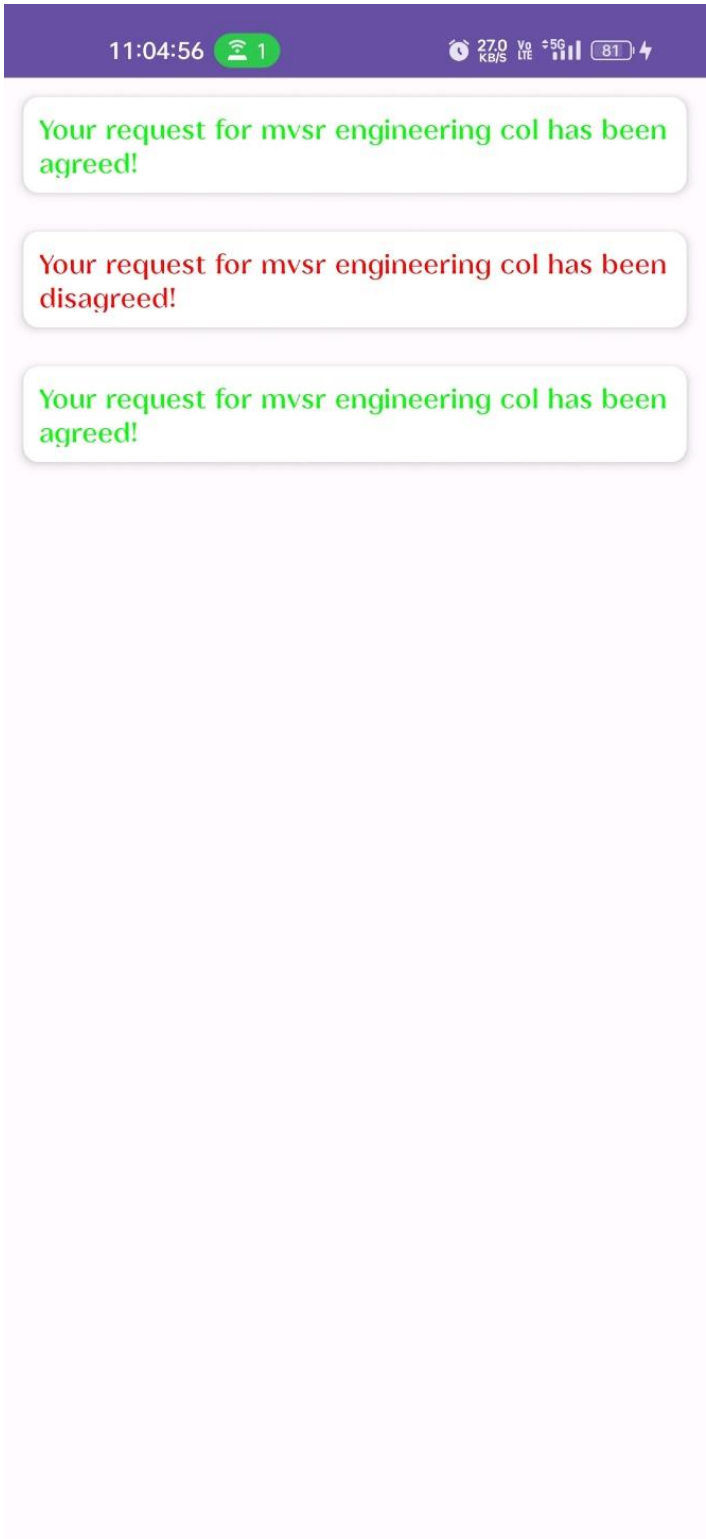 11:04:56 1 27.0 KB/S Vo LTE 5G 81
Your request for mvsr engineering col has been
agreed!
Your request for mvsr engineering col has been
disagreed!
Your request for mvsr engineering col has been
agreed!